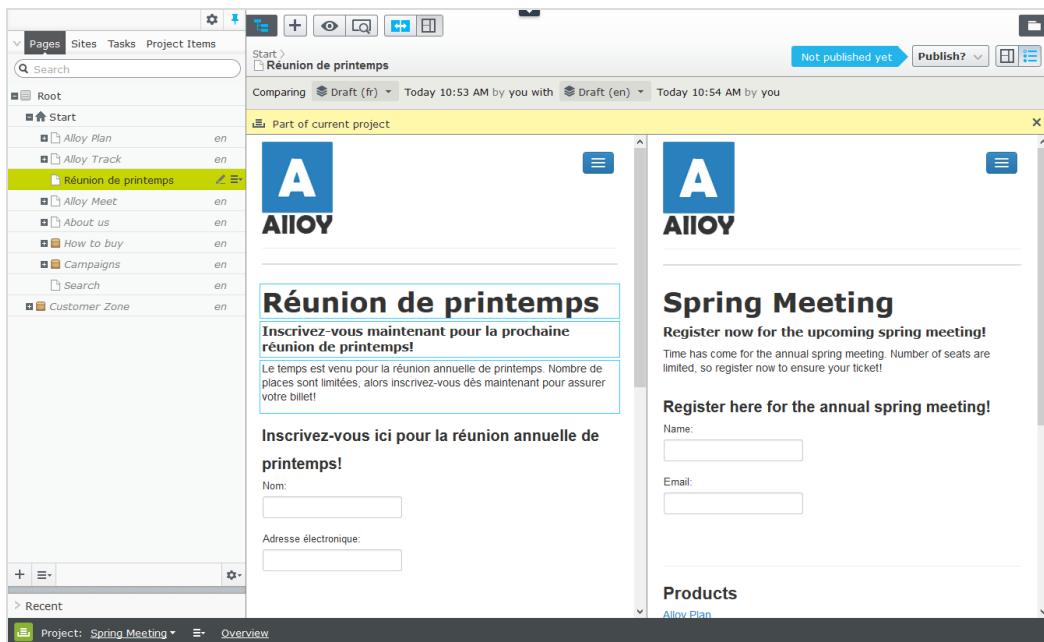 Pages Sites Tasks Project Items
Search
Root
Start
Alloy Plan en
Alloy Track en
Réunion de printemps
Alloy Meet en
About us en
How to buy en
Campaigns en
Search en
Customer Zone en
Recent
Start
Réunion de printemps
Not published yet
Publish?
Comparing Draft (fr) Today 10:53 AM by you with Draft (en) Today 10:54 AM by you
Part of current project
A
Alloy
Réunion de printemps
Inscrivez-vous maintenant pour la prochaine
réunion de printemps!
Le temps est venu pour la réunion annuelle de printemps. Nombre de
places sont limitées, alors inscrivez-vous dès maintenant pour assurer
votre billet!
Inscrivez-vous ici pour la réunion annuelle de
printemps!
Nom:
Adresse électronique:
A
Alloy
Spring Meeting
Register now for the upcoming spring meeting!
Time has come for the annual spring meeting. Number of seats are
limited, so register now to ensure your ticket!
Register here for the annual spring meeting!
Name:
Email:
Products
Alloy Plan
Project: Spring Meeting Overview